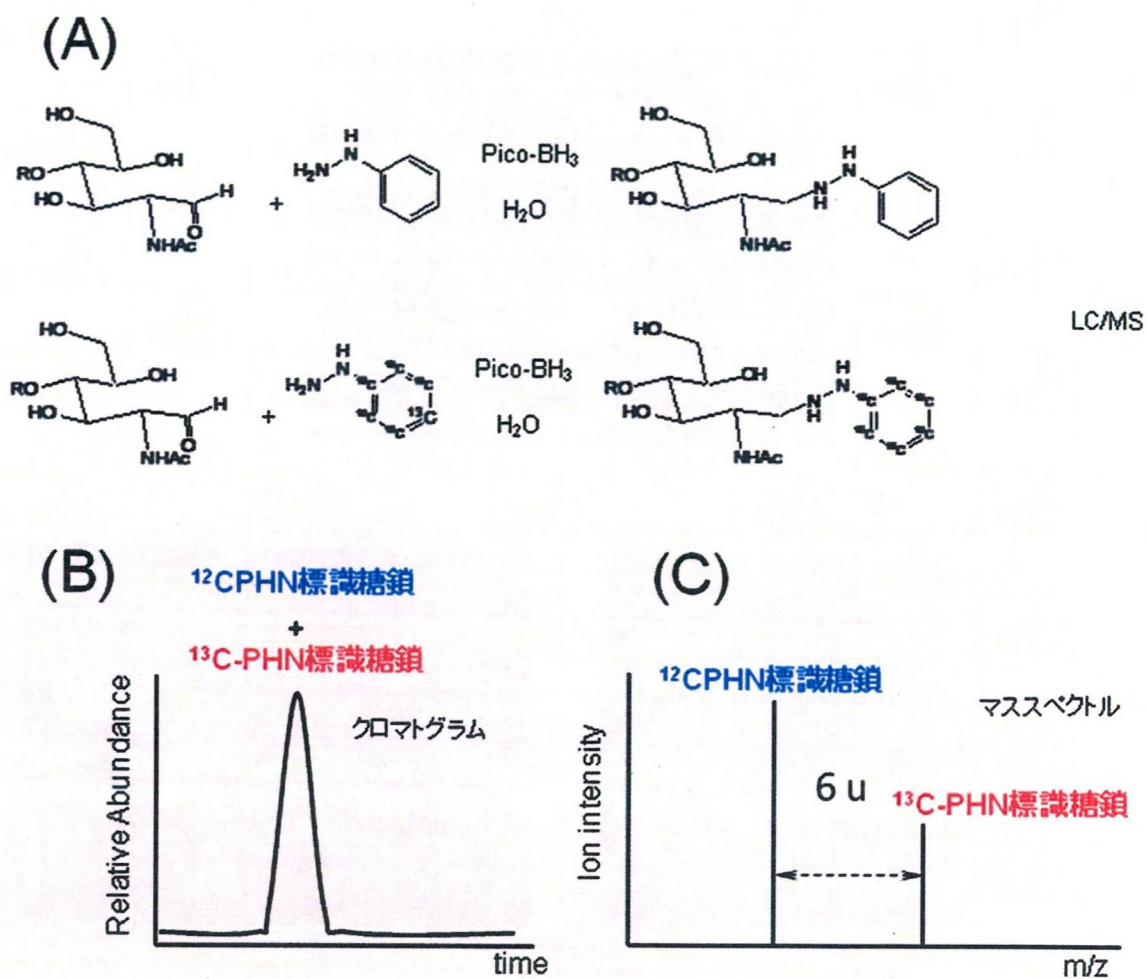 (A)
HO
RO
HO
OH
H
O
NHAc
+
H
H₂N
N
Pico-BH₃
H₂O
HO
RO
HO
OH
H
N
N
H
NHAc
LC/MS
HO
RO
HO
OH
H
O
NHAc
+
H
H₂N
N
¹³C
Pico-BH₃
H₂O
HO
RO
HO
OH
H
N
N
H
NHAc
(B)
¹²CPHN標識糖鎖
+
¹³C-PHN標識糖鎖
クロマトグラム
Relative Abundance
time
(C)
¹²CPHN標識糖鎖
マススペクトル
6 u
¹³C-PHN標識糖鎖
Ion intensity
m/z